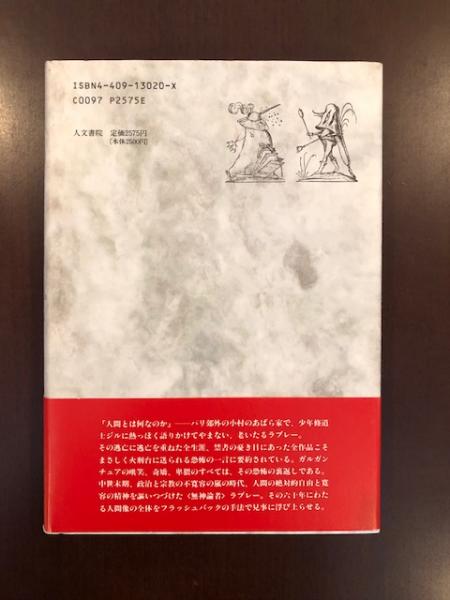 ISBN4-409-13020-X
C0097 P2575E
人文書院 定価2575円
［本体2500円］
「人間とは何なのか」──パリ郊外の小村のあばら家で、少年修道
士ジルに熱っぽく語りかけてやまない、老いたるラブレー。
その逃亡に逃亡を重ねた全生涯、禁書の憂き目にあった全作品こそ
まさしく火刑台に送られる恐怖の一言に要約されている。ガルガン
チュアの哄笑、奇矯、卑猥のすべては、その恐怖の裏返しである。
中世末期、政治と宗教の不寛容の嵐の時代、人間の絶対的自由と寛
容の精神を謳いつづけた〈無神論者〉ラブレー。その六十年にわた
る人間像の全体をフラッシュバックの手法で見事に浮び上らせる。